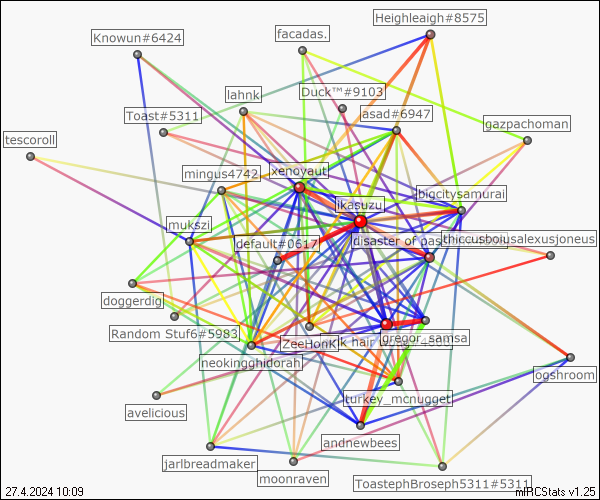 Heighleaigh#8575
facadas.
Knowun#6424
Duck™#9103
lahnk
Toast#5311
asad#6947
gazpachoman
tescoroll
mingus4742
xenoyaut
bigcitysamurai
ikasuzu
mukszi
default#0617
disaster of pas
thiccusboiusalexusjoneus
doggerdig
Random Stuf6#5983
ZeeHonK
k hair
gregor_samsa
neokingghidorah
ogshroom
turkey_mcnugget
avelicious
andnewbees
jarlbreadmaker
moonraven
ToastephBroseph5311#5311
27.4.2024 10:09
mIRCStats v1.25